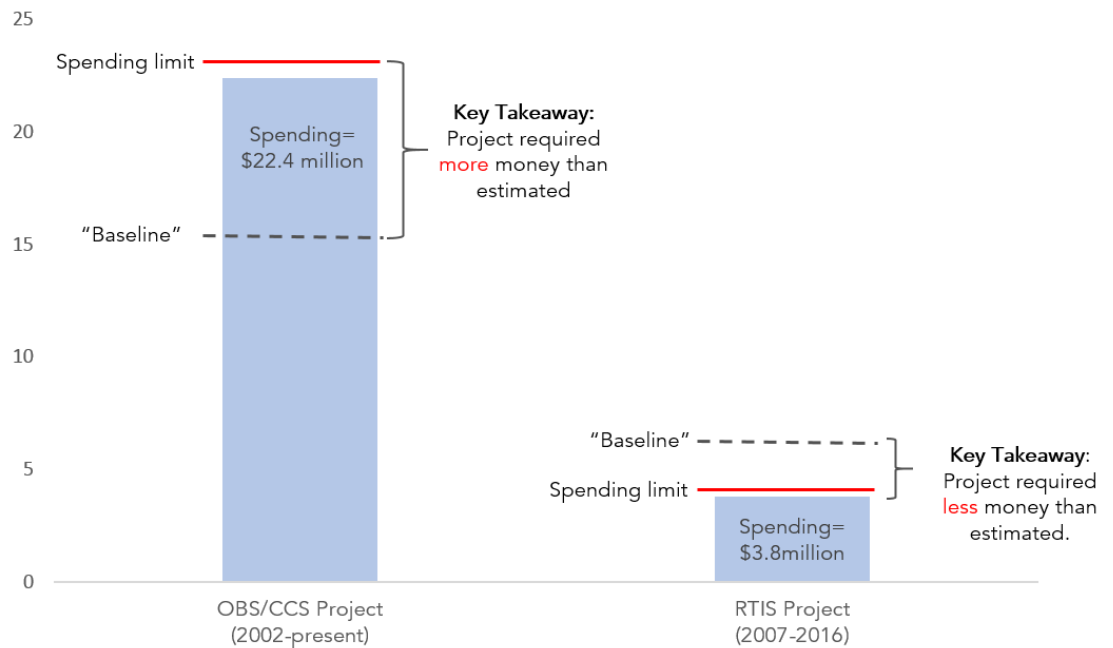 25
Spending limit
20
Spending=
$22.4 million
Key Takeaway:
Project required
more money than
estimated
“Baseline”
15
10
“Baseline”
5
Spending limit
Key Takeaway:
Project required
less money than
estimated.
Spending=
$3.8million
0
OBS/CCS Project
(2002-present)
RTIS Project
(2007-2016)